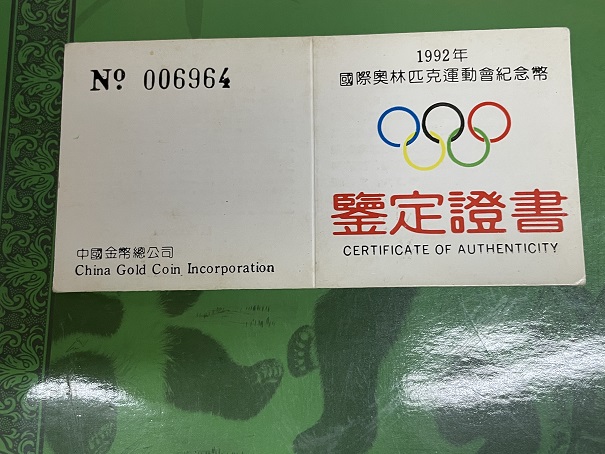 Nº 006964
中國金幣總公司
China Gold Coin Incorporation
1992年
國際奧林匹克運動會紀念幣
鑒定證書
CERTIFICATE OF AUTHENTICITY